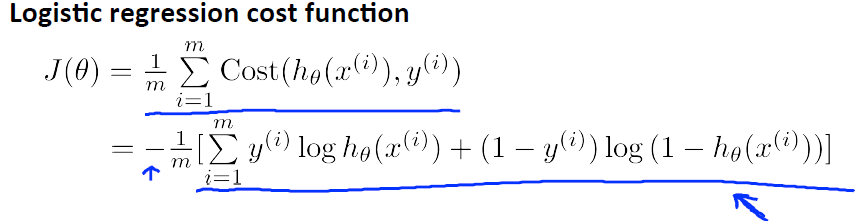 Logistic regression cost function
J(θ) = 1/m ∑_{i=1}^{m} Cost(h_θ(x^{(i)}), y^{(i)})
= −1/m [∑_{i=1}^{m} y^{(i)} log h_θ(x^{(i)}) + (1 − y^{(i)}) log (1 − h_θ(x^{(i)}))]